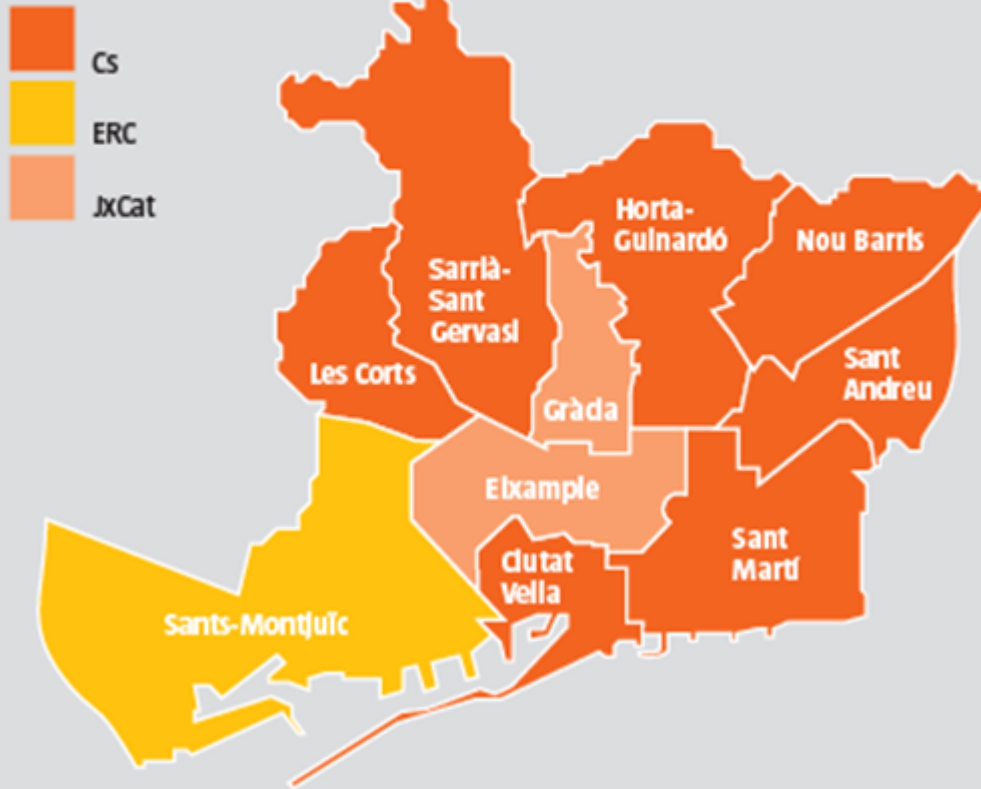 Cs
ERC
JxCat
Horta-
Guinardó
Nou Barris
Sarrià-
Sant
Gervasi
Les Corts
Sant
Andreu
Gràcia
Eixample
Sant
Martí
Ciutat
Vella
Sants-Montjuïc